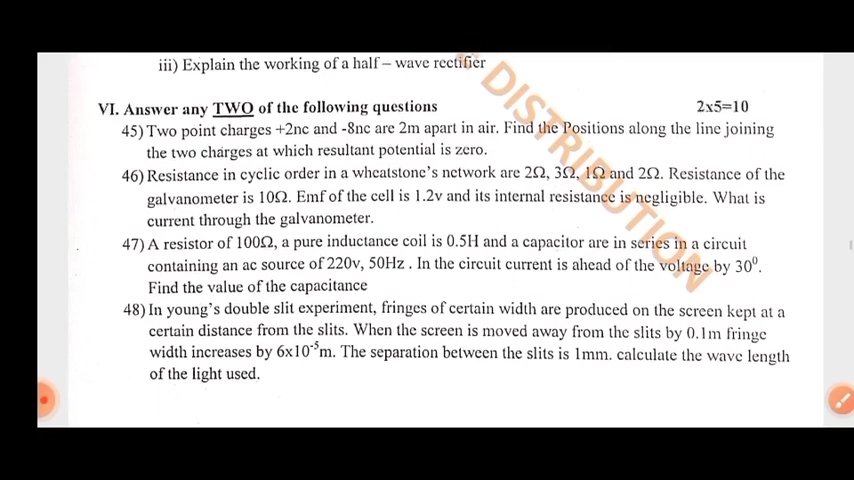 iii) Explain the working of a half – wave rectifier
VI. Answer any TWO of the following questions 2x5=10
45) Two point charges +2nc and -8nc are 2m apart in air. Find the Positions along the line joining
the two charges at which resultant potential is zero.
46) Resistance in cyclic order in a wheatstone's network are 2Ω, 3Ω, 1Ω and 2Ω. Resistance of the
galvanometer is 10Ω. Emf of the cell is 1.2v and its internal resistance is negligible. What is
current through the galvanometer.
47) A resistor of 100Ω, a pure inductance coil is 0.5H and a capacitor are in series in a circuit
containing an ac source of 220v, 50Hz . In the circuit current is ahead of the voltage by 30⁰.
Find the value of the capacitance
48) In young's double slit experiment, fringes of certain width are produced on the screen kept at a
certain distance from the slits. When the screen is moved away from the slits by 0.1m fringe
width increases by 6x10⁻⁵m. The separation between the slits is 1mm. calculate the wave length
of the light used.
DISTRIBUTION